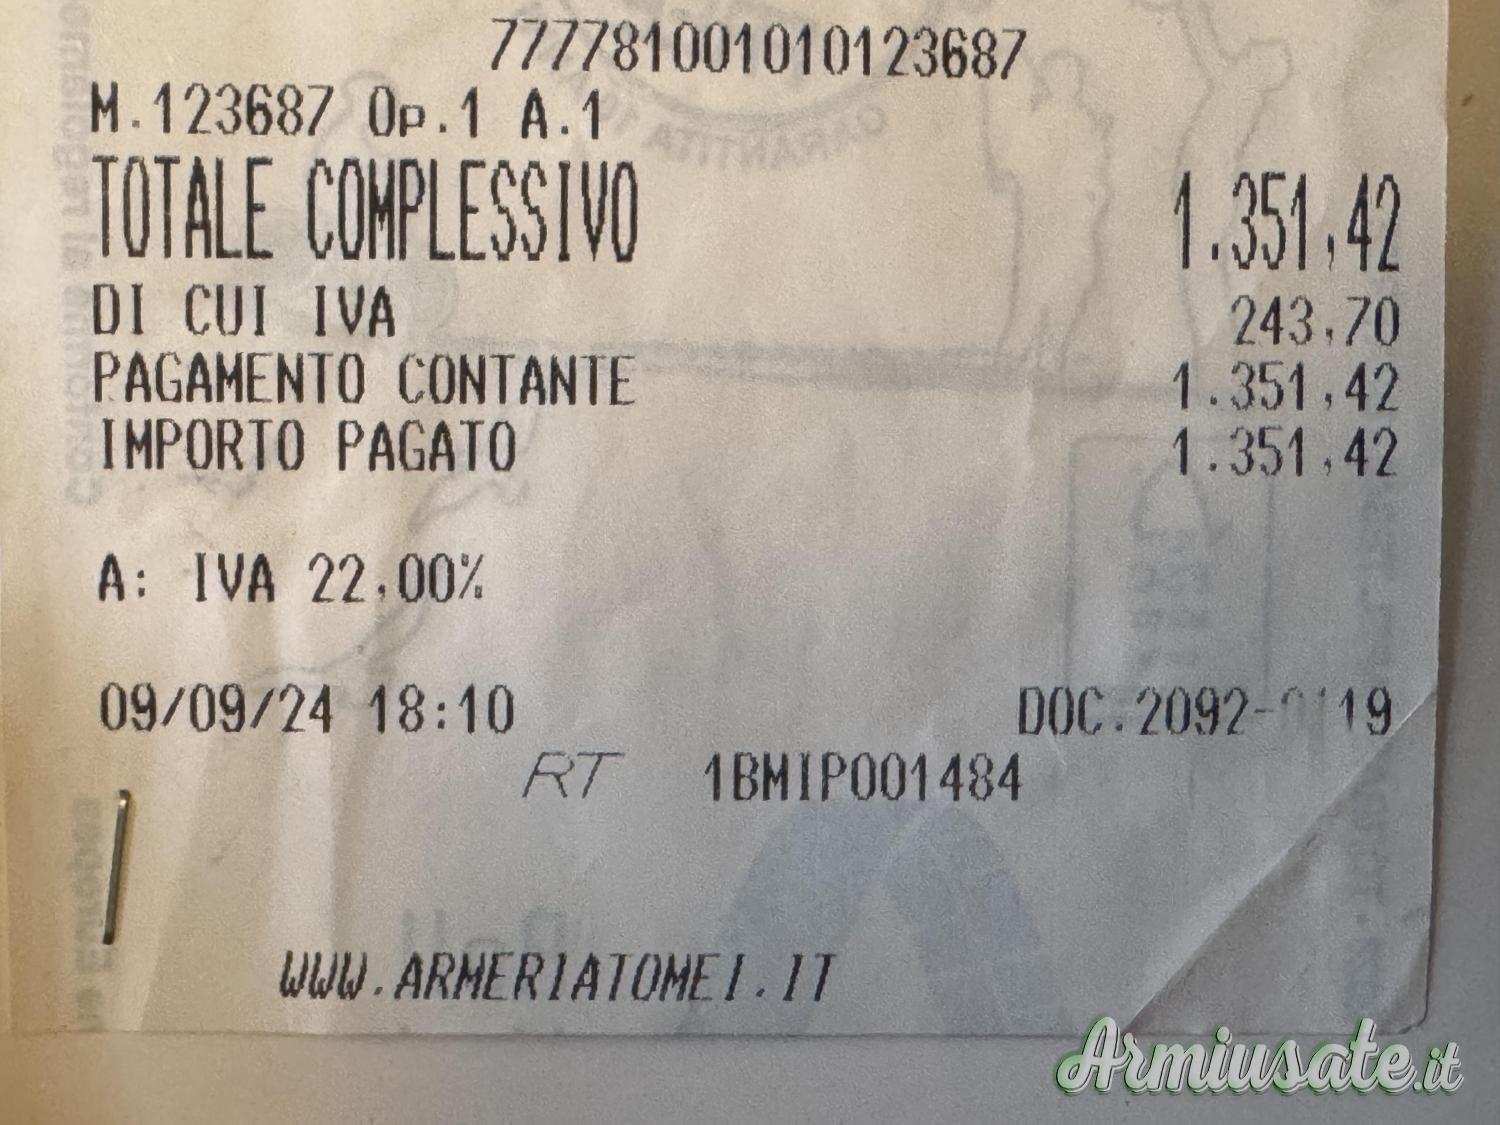 777781001010123687
M.123687 Op.1 A.1
TOTALE COMPLESSIVO 1.351,42
DI CUI IVA 243,70
PAGAMENTO CONTANTE 1.351,42
IMPORTO PAGATO 1.351,42
A: IVA 22,00%
09/09/24 18:10
RT 1BMIP001484
WWW.ARMERIATOMEI.IT
Armiusate.it